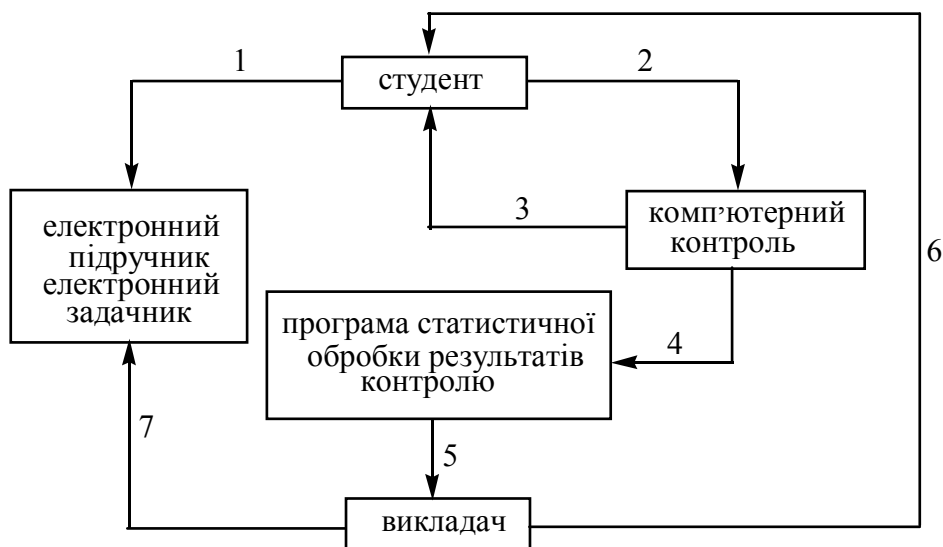 1
2
студент
3
комп’ютерний
контроль
6
електронний
підручник
електронний
задачник
програма статистичної
обробки результатів
контролю
4
7
5
викладач